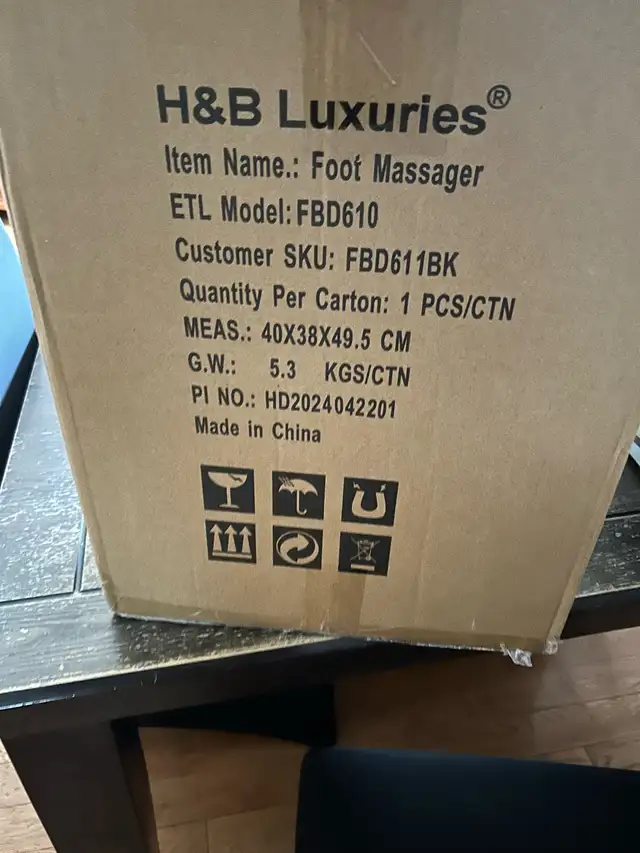 H&B Luxuries®
Item Name.: Foot Massager
ETL Model: FBD610
Customer SKU: FBD611BK
Quantity Per Carton: 1 PCS/CTN
MEAS.: 40X38X49.5 CM
G.W.: 5.3 KGS/CTN
PI NO.: HD2024042201
Made in China